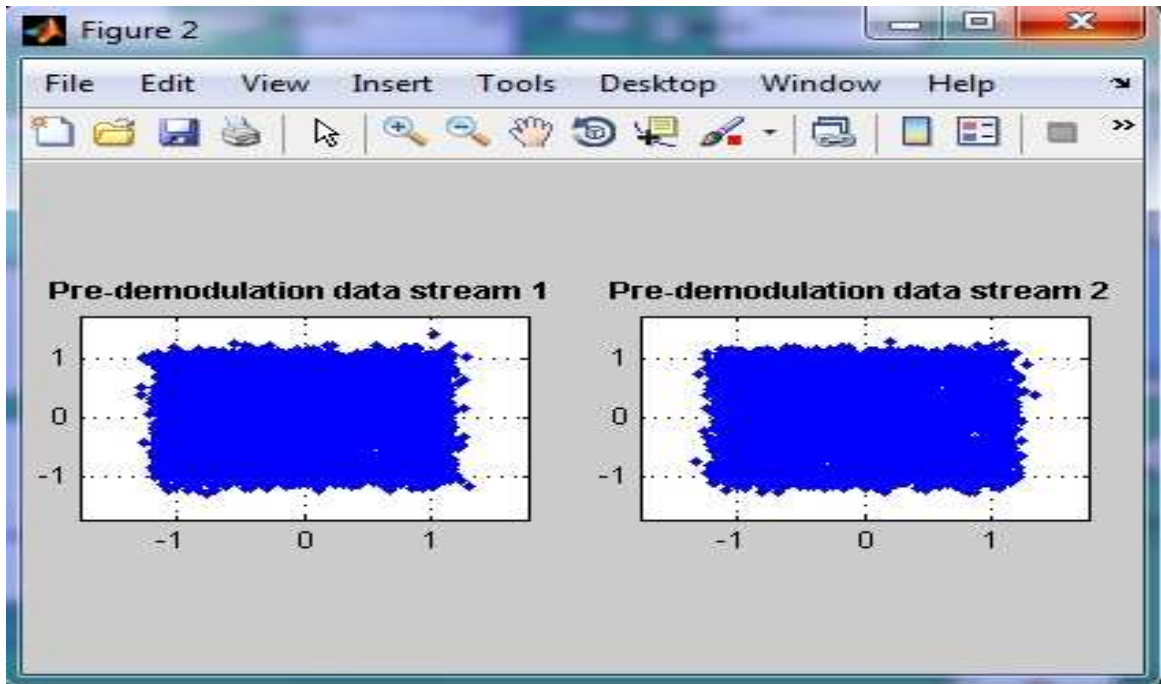 Figure 2
File Edit View Insert Tools Desktop Window Help
Pre-demodulation data stream 1
1
0
-1
-1 0 1
Pre-demodulation data stream 2
1
0
-1
-1 0 1